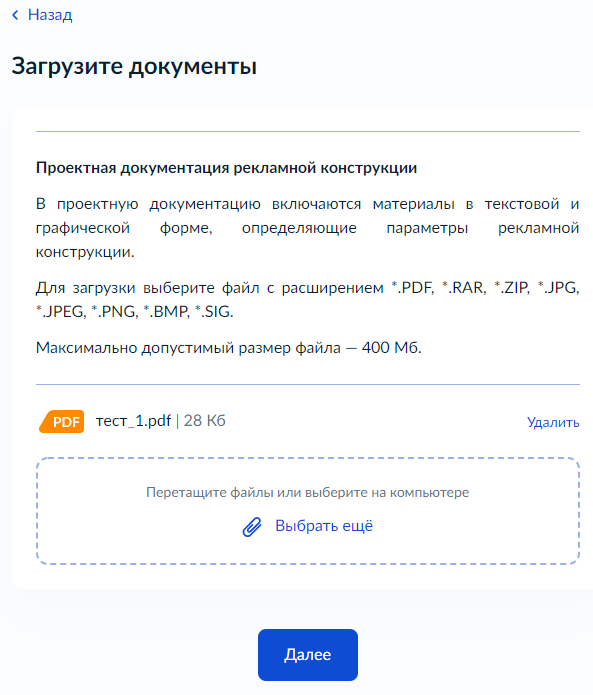 Назад
Загрузите документы
Проектная документация рекламной конструкции
В проектную документацию включаются материалы в текстовой и
графической форме, определяющие параметры рекламной
конструкции.
Для загрузки выберите файл с расширением *.PDF, *.RAR, *.ZIP, *.JPG,
*.JPEG, *.PNG, *.BMP, *.SIG.
Максимально допустимый размер файла — 400 Мб.
PDF тест_1.pdf | 28 Кб Удалить
Перетащите файлы или выберите на компьютере
Выбрать ещё
Далее